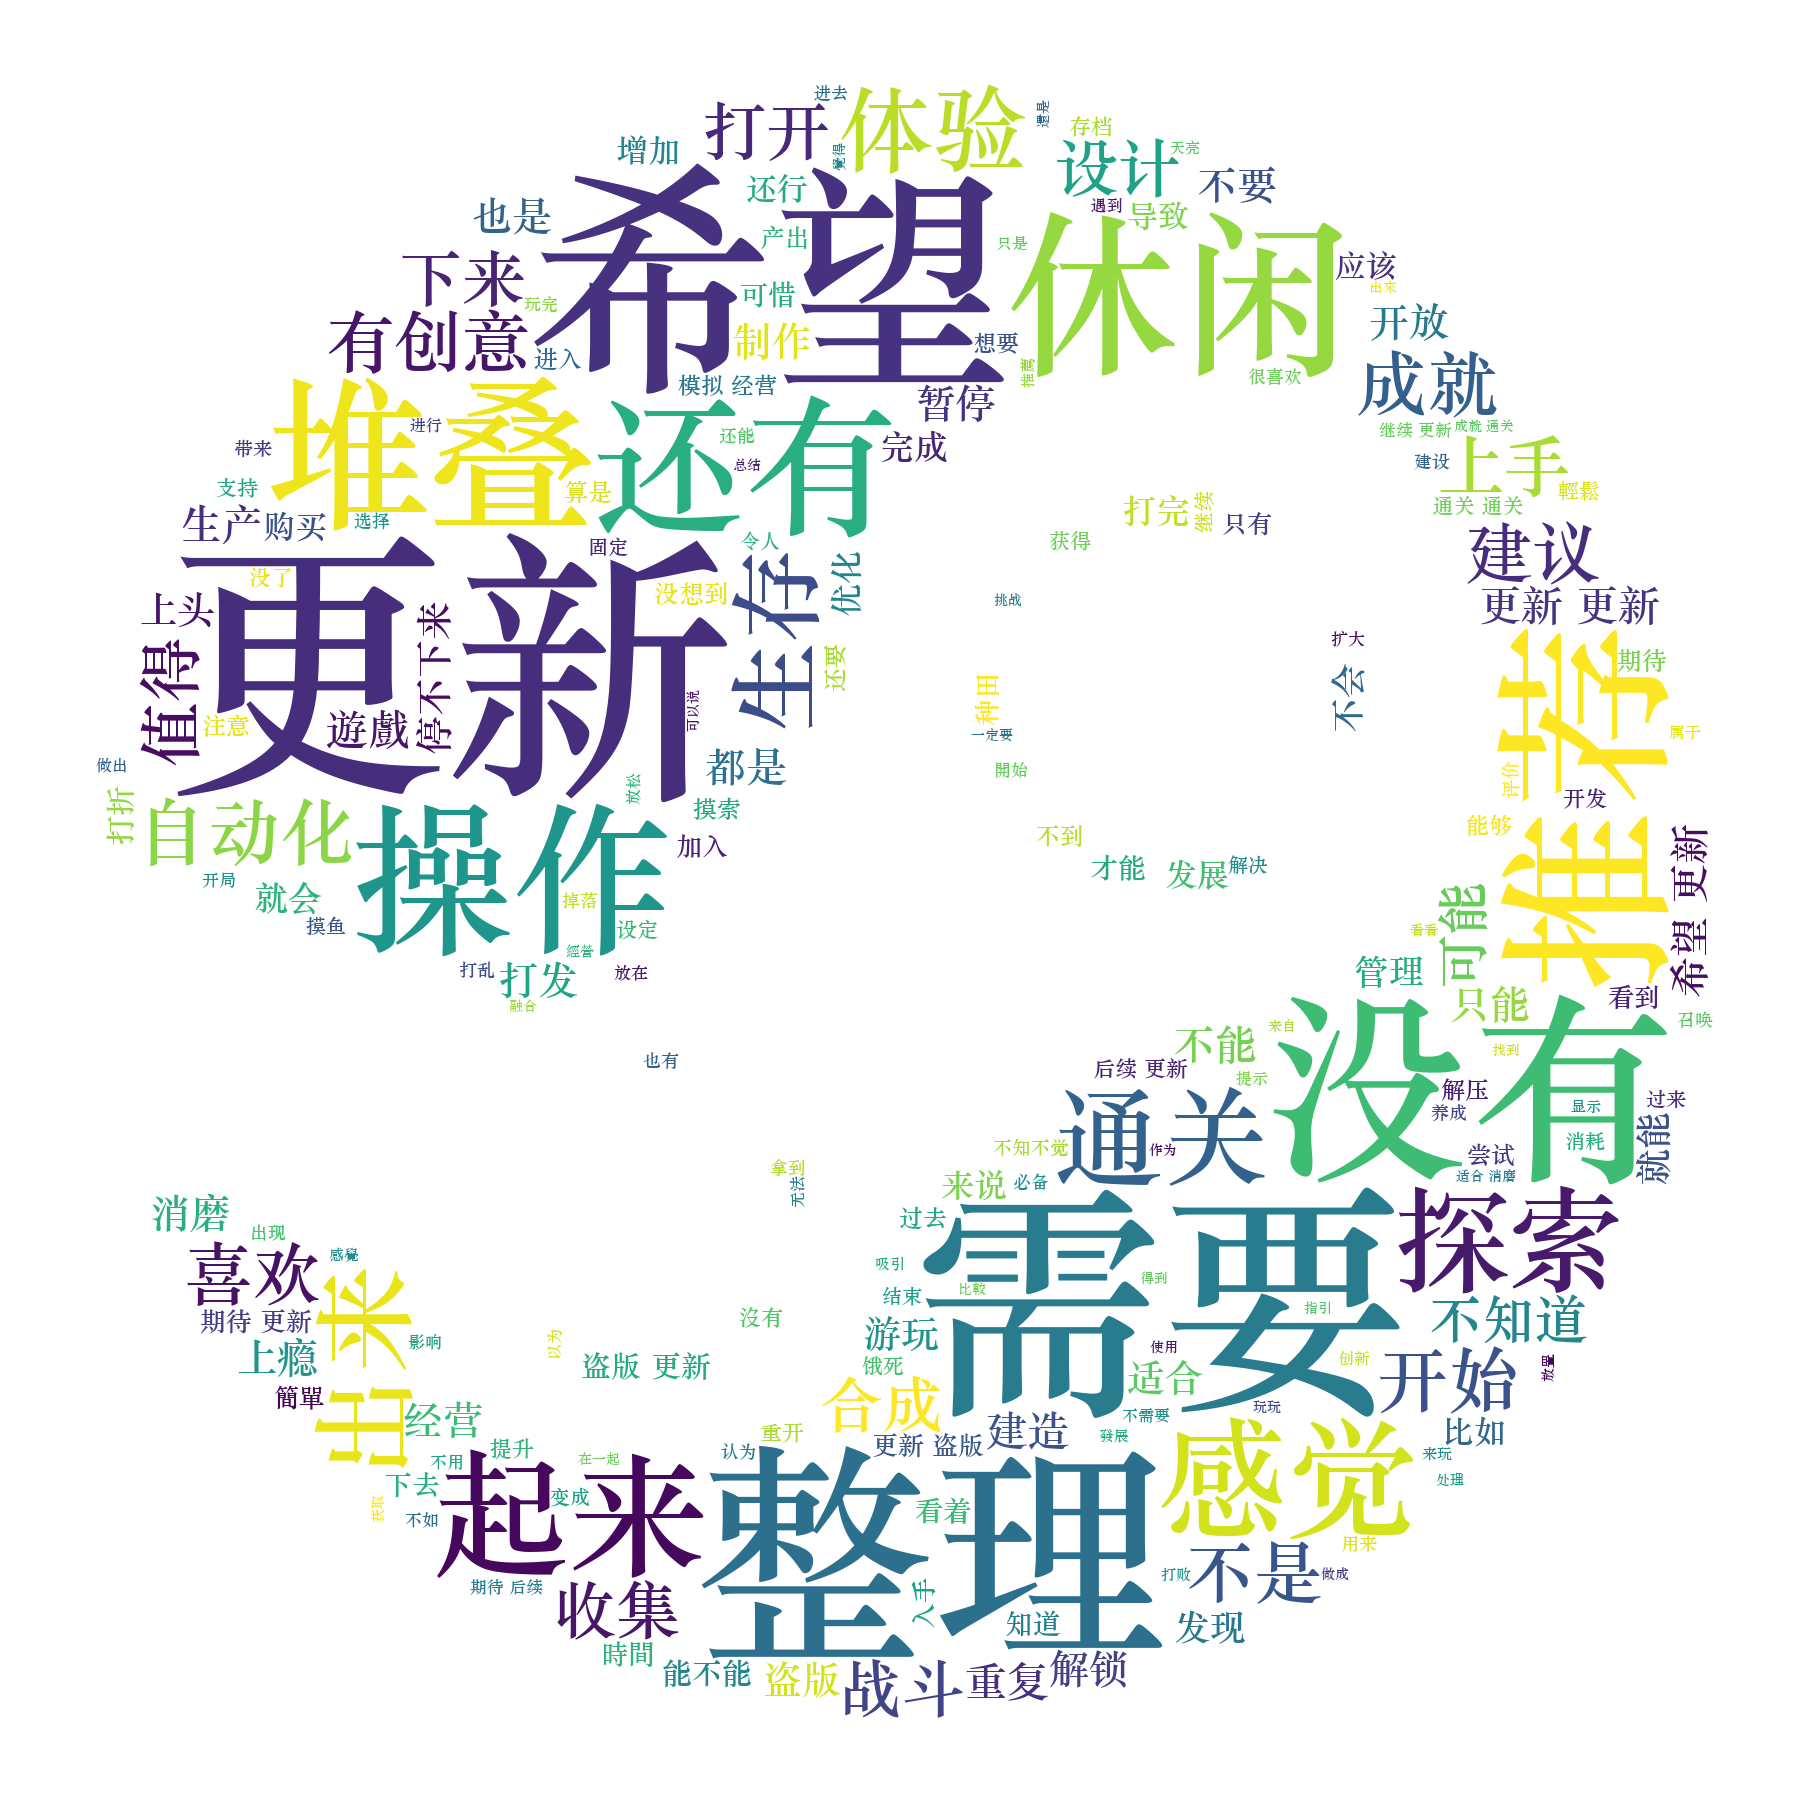 进去
体验
還是
打开
存档
增加
覺得
设计
天亮
希望
还行
不要
也是
遇到
导致
休闲
产出
只是
下来
应该
玩完
可惜
出來
有创意
制作
开放
进入
想要
推薦
很喜欢
模拟 经营
成就
堆叠
还有
暂停
进行
还能
完成
继续 更新
成就 通关
带来
总结
建设
上手
支持
算是
打完
继续
輕鬆
生产
购买
选择
只有
通关 通关
更新
固定
令人
获得
建议
没了
生存
优化
没想到
挑战
更新 更新
上头
停不下来
扩大
值得
还要
推荐
期待
注意
遊戲
可以说
种田
不会
一定要
属于
做出
都是
開始
打折
自动化
放松
评价
开发
操作
摸索
能够
加入
不到
希望 更新
开局
才能
发展
解决
就会
掉落
可能
摸鱼
设定
看看
經營
打乱
打发
放在
管理
只能
看到
融合
召唤
没有
来自
不能
找到
也有
后续 更新
提示
解压
通关
养成
显示
过来
不知不觉
作为
消耗
就能
拿到
尝试
无法
来说
必备
适合 消磨
需要
探索
消磨
过去
出现
喜欢
感覺
吸引
得到
出来
比較
结束
指引
期待 更新
沒有
不知道
影响
以为
游玩
使用
上瘾
盗版 更新
饿死
创新
适合
开始
放置
簡單
合成
玩玩
经营
不需要
建造
重开
發展
比如
提升
更新 盗版
感觉
不用
起来
在一起
认为
整理
来玩
下去
处理
变成
获取
不如
看着
用来
期待 后续
打败
不是
做成
收集
入手
知道
发现
時間
能不能
盗版
战斗
重复
解锁